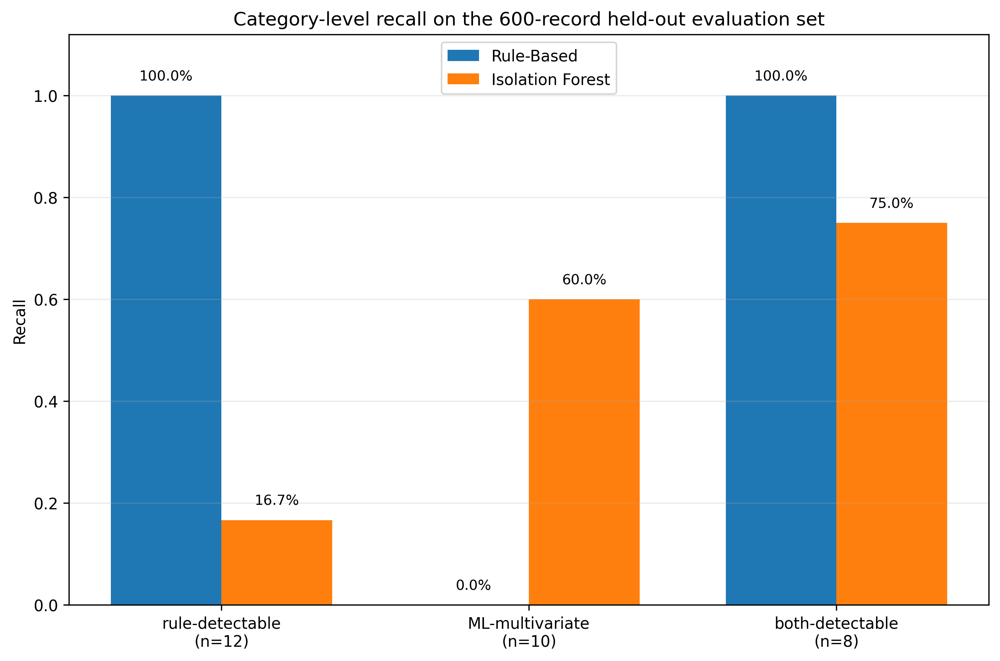 Category-level recall on the 600-record held-out evaluation set
Rule-Based
Isolation Forest
100.0%
100.0%
1.0
0.8
75.0%
60.0%
0.6
Recall
0.4
16.7%
0.2
0.0%
0.0
rule-detectable
(n=12)
ML-multivariate
(n=10)
both-detectable
(n=8)